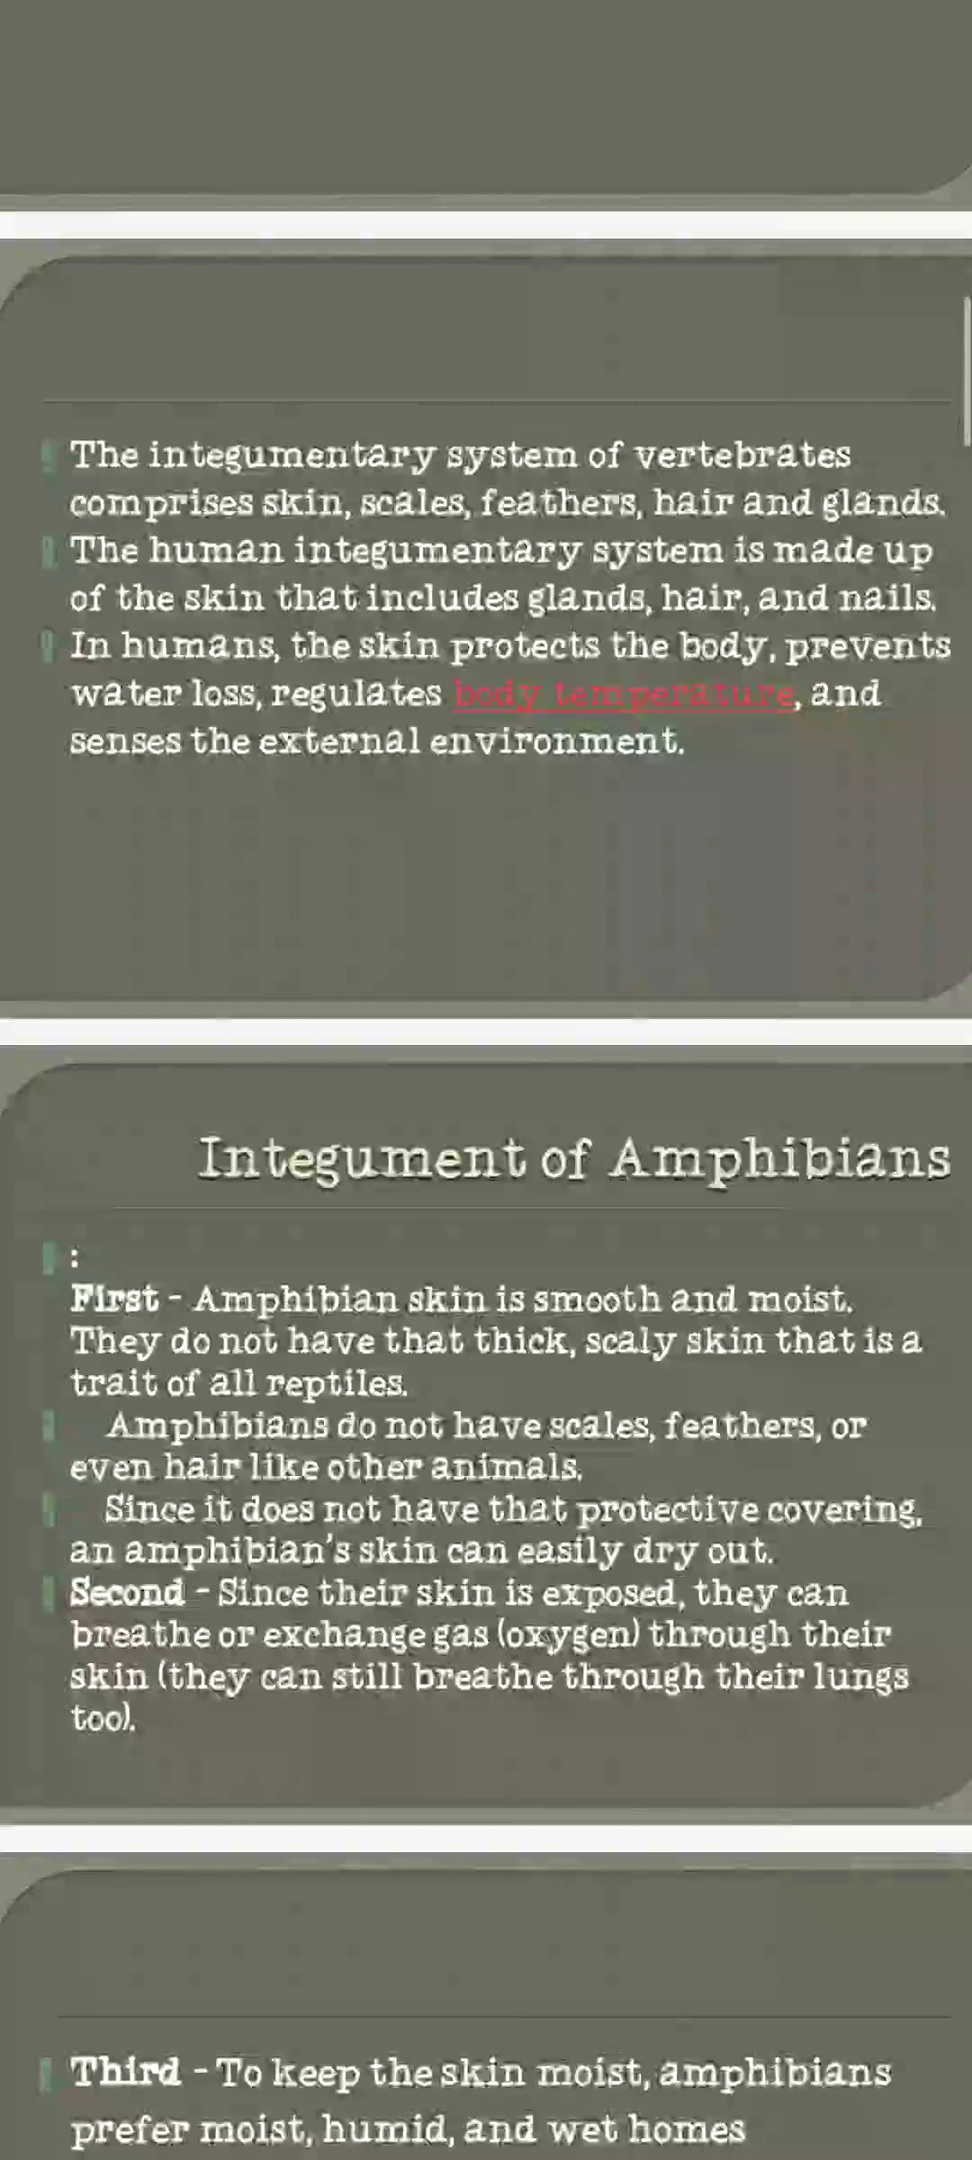 The integumentary system of vertebrates
comprises skin, scales, feathers, hair and glands.
The human integumentary system is made up
of the skin that includes glands, hair, and nails.
In humans, the skin protects the body, prevents
water loss, regulates body temperature, and
senses the external environment.
Integument of Amphibians
:
First - Amphibian skin is smooth and moist.
They do not have that thick, scaly skin that is a
trait of all reptiles.
Amphibians do not have scales, feathers, or
even hair like other animals.
Since it does not have that protective covering,
an amphibian's skin can easily dry out.
Second - Since their skin is exposed, they can
breathe or exchange gas (oxygen) through their
skin (they can still breathe through their lungs
too).
Third - To keep the skin moist, amphibians
prefer moist, humid, and wet homes